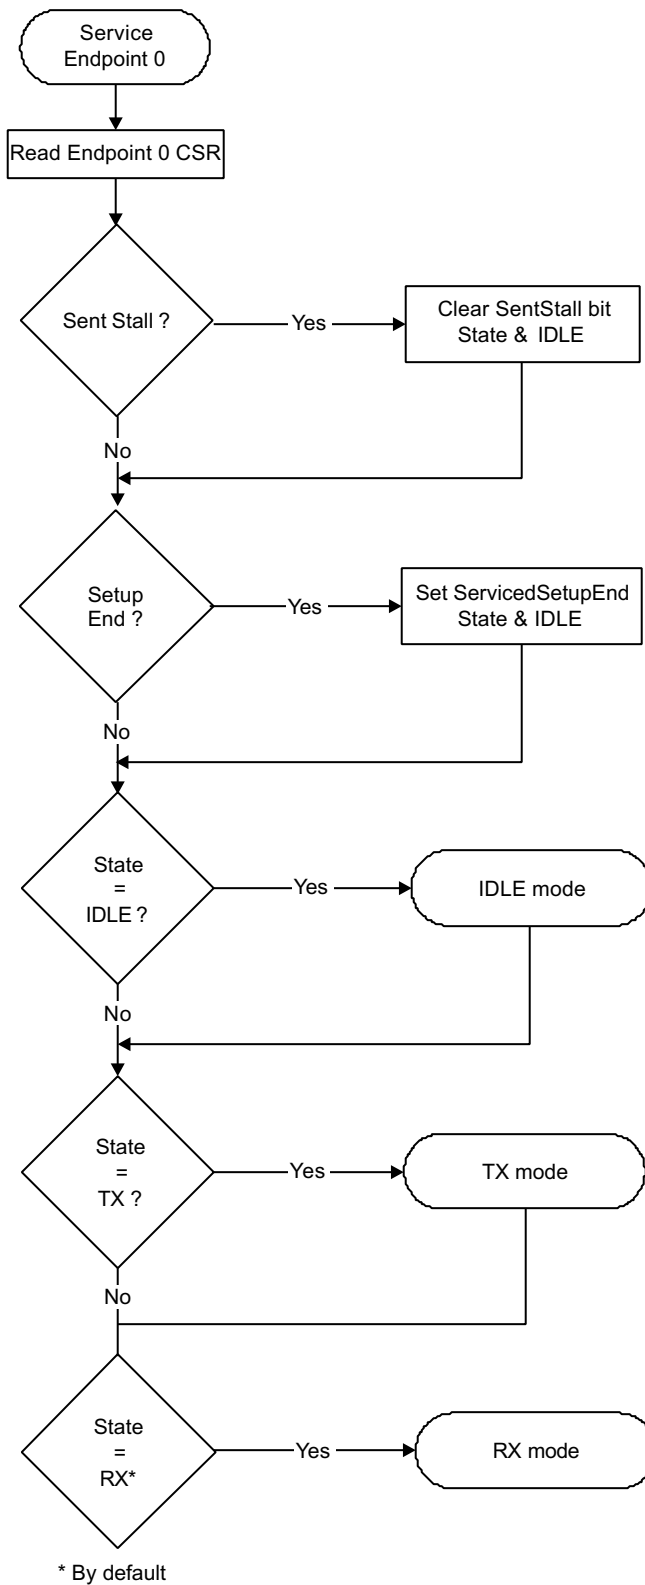 Service
Endpoint 0
Read Endpoint 0 CSR
Sent Stall ?
Yes
Clear SentStall bit
State & IDLE
No
Setup
End ?
Yes
Set ServicedSetupEnd
State & IDLE
No
State
=
IDLE ?
Yes
IDLE mode
No
State
=
TX ?
Yes
TX mode
No
State
=
RX*
Yes
RX mode
* By default